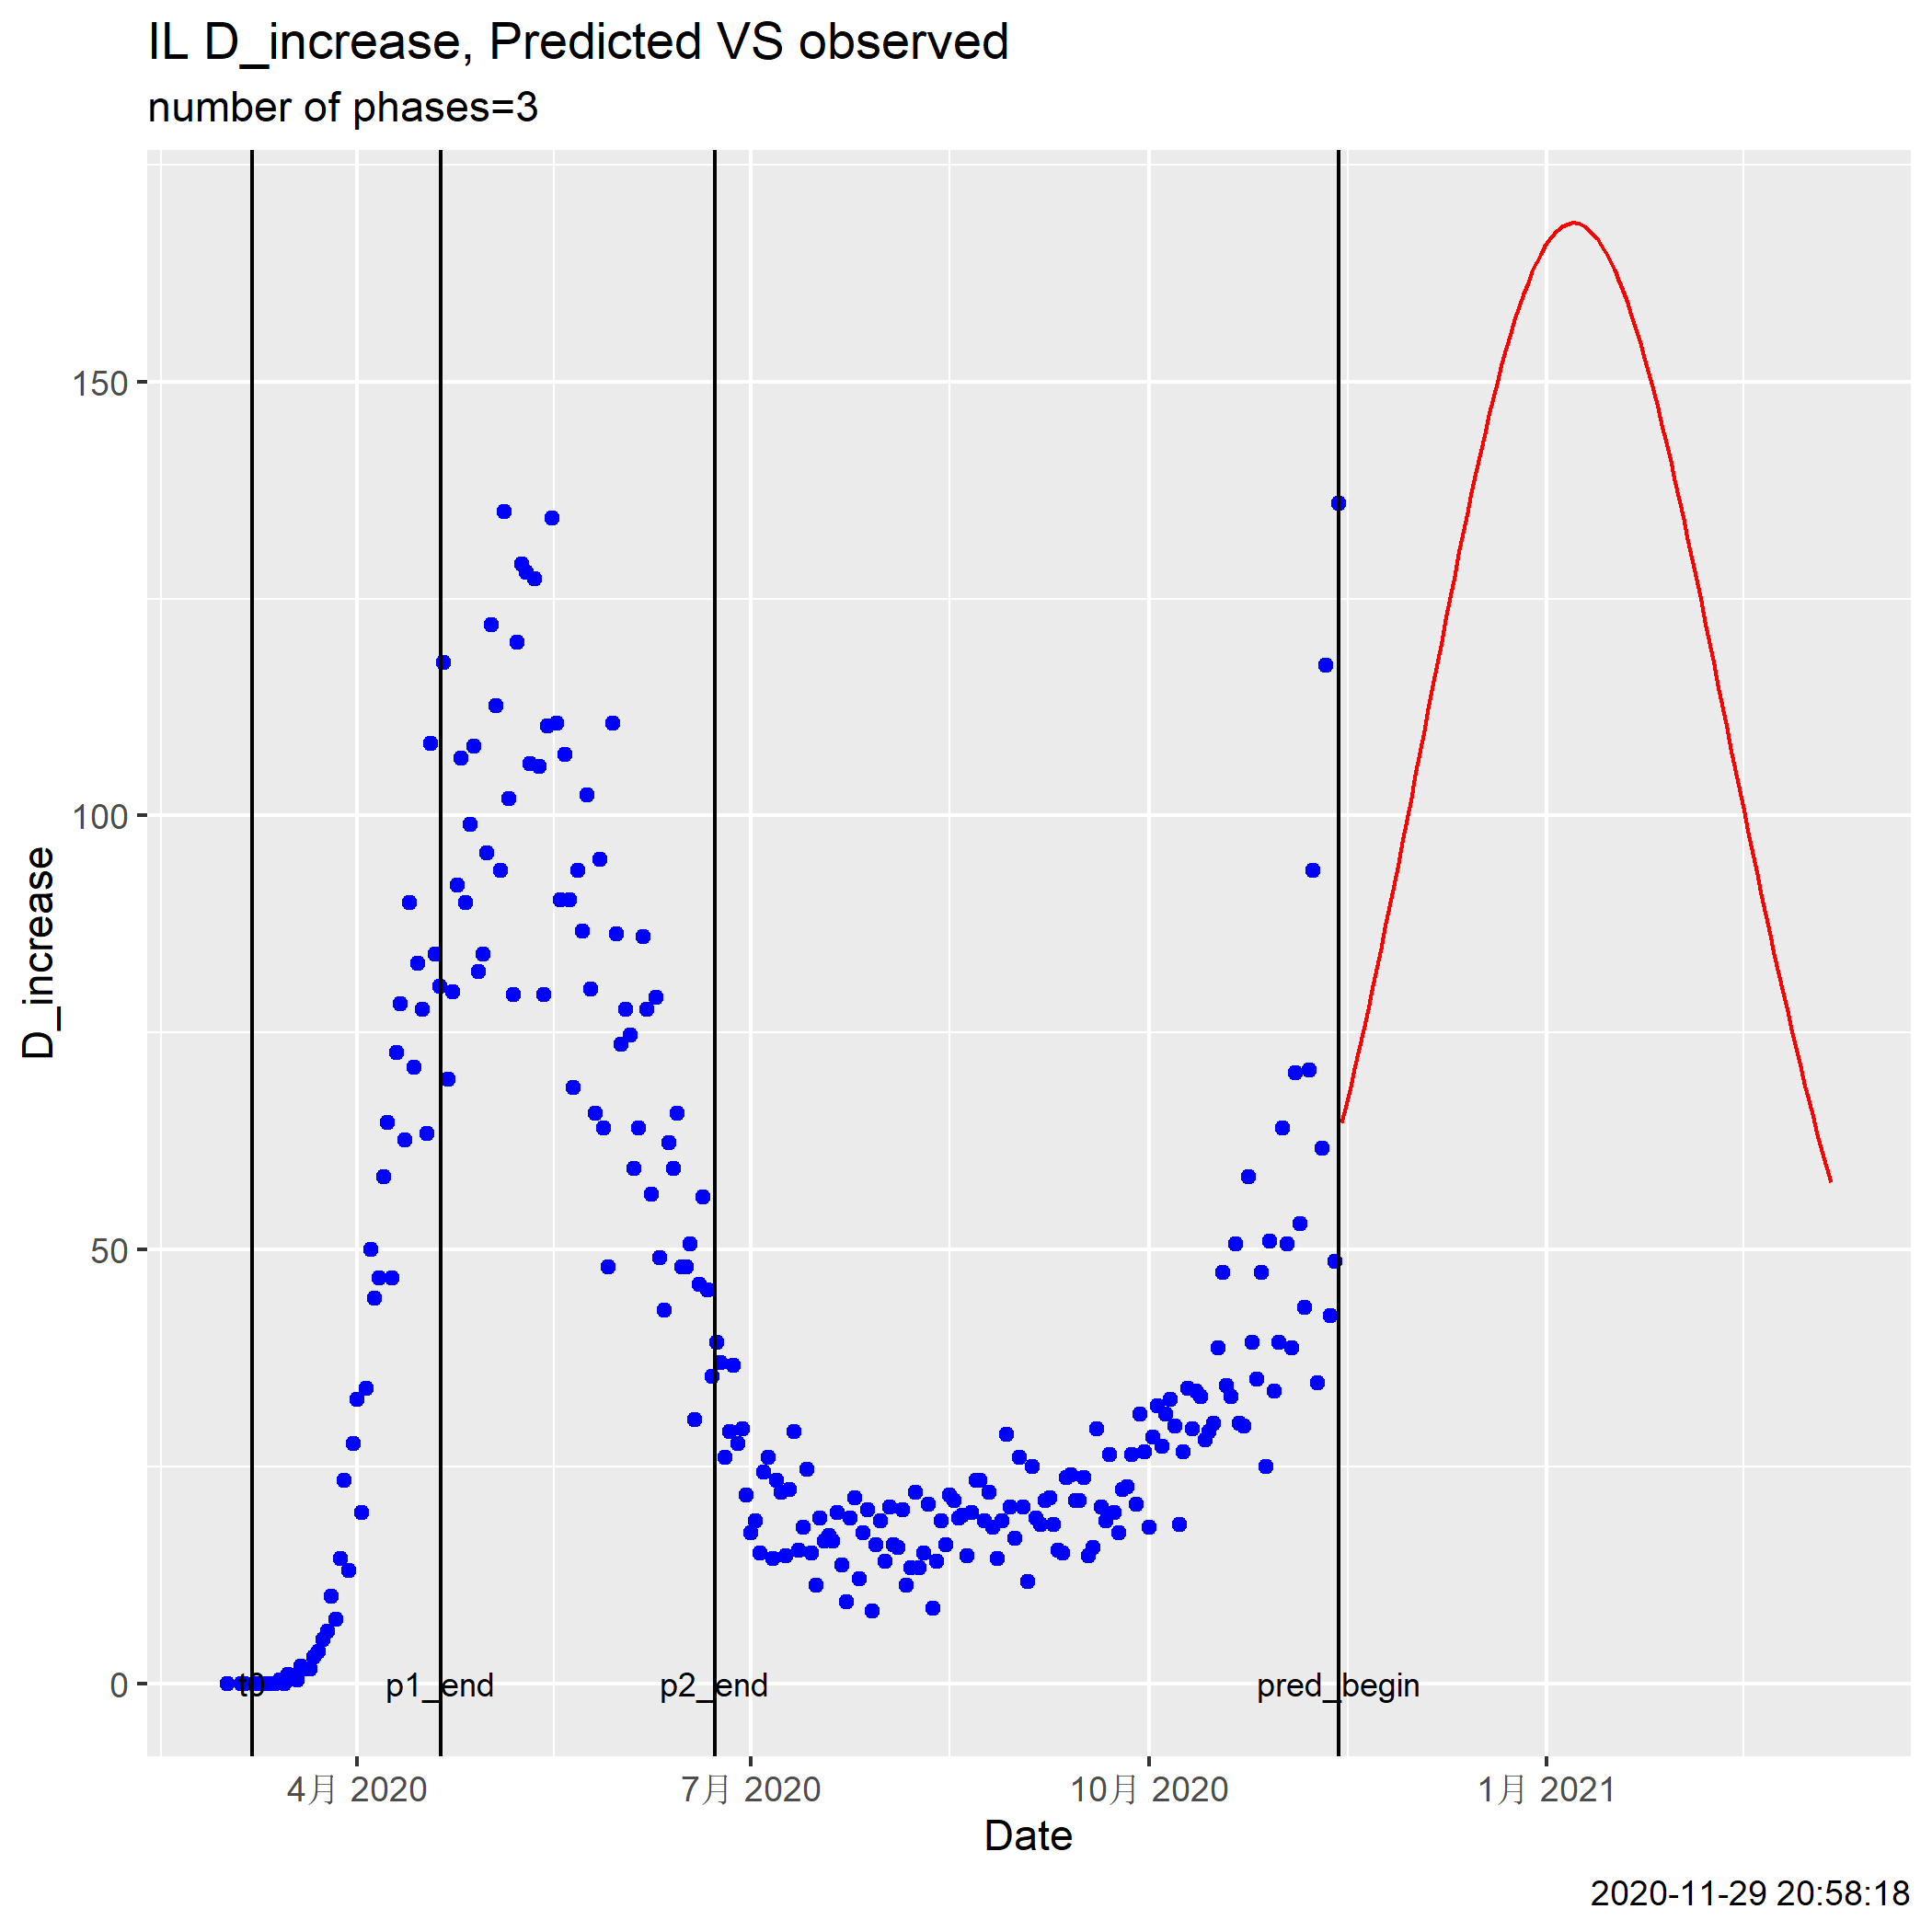 IL D_increase, Predicted VS observed
number of phases=3
D_increase
150
100
50
0
t0
p1_end
p2_end
pred_begin
4月 2020
7月 2020
10月 2020
1月 2021
Date
2020-11-29 20:58:18